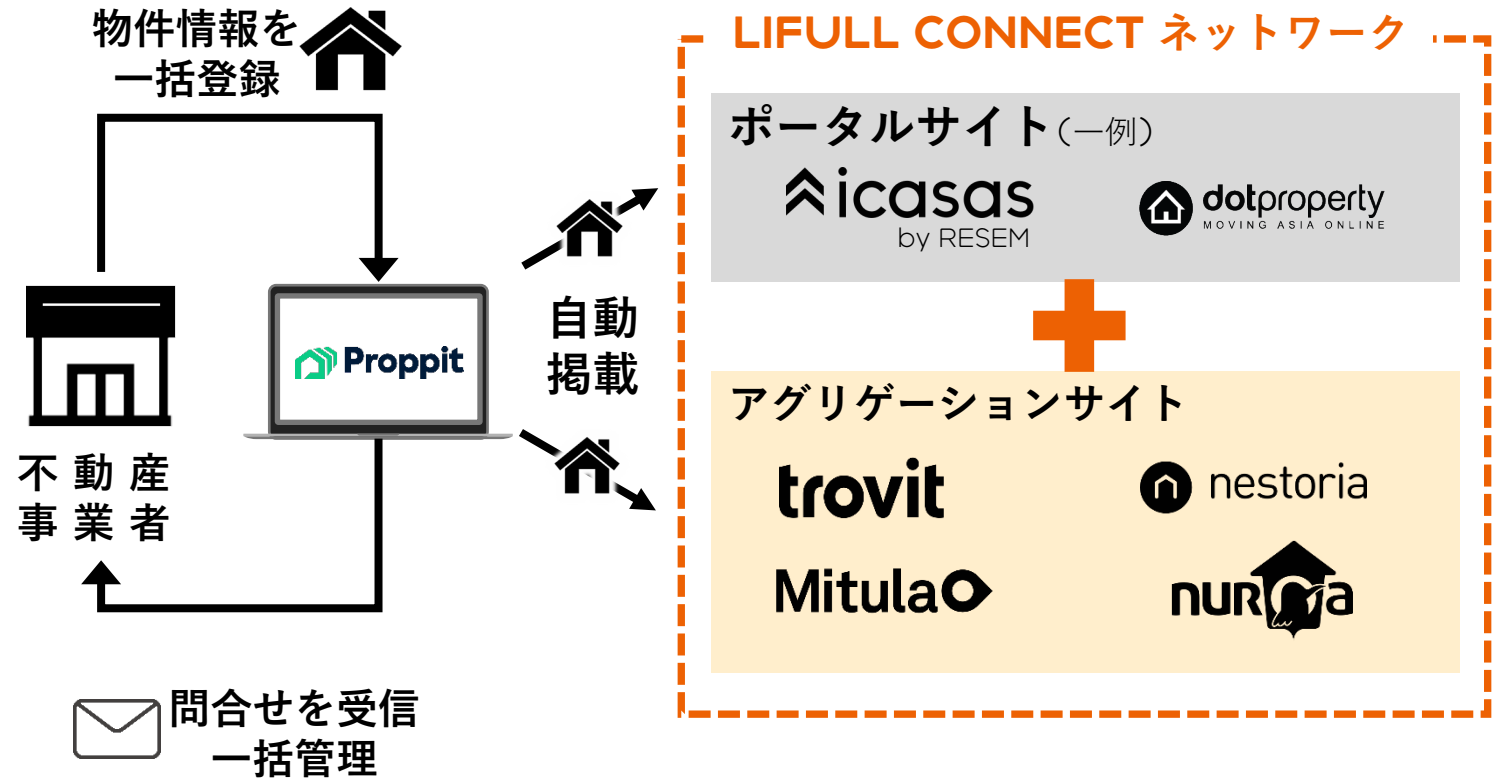 物件情報を
一括登録
LIFULL CONNECT ネットワーク
ポータルサイト(一例)
icasas
by RESEM
dotproperty
MOVING ASIA ONLINE
自動
掲載
Proppit
不動産
事業者
アグリゲーションサイト
trovit
nestoria
Mitula
nuroa
問合せを受信
一括管理